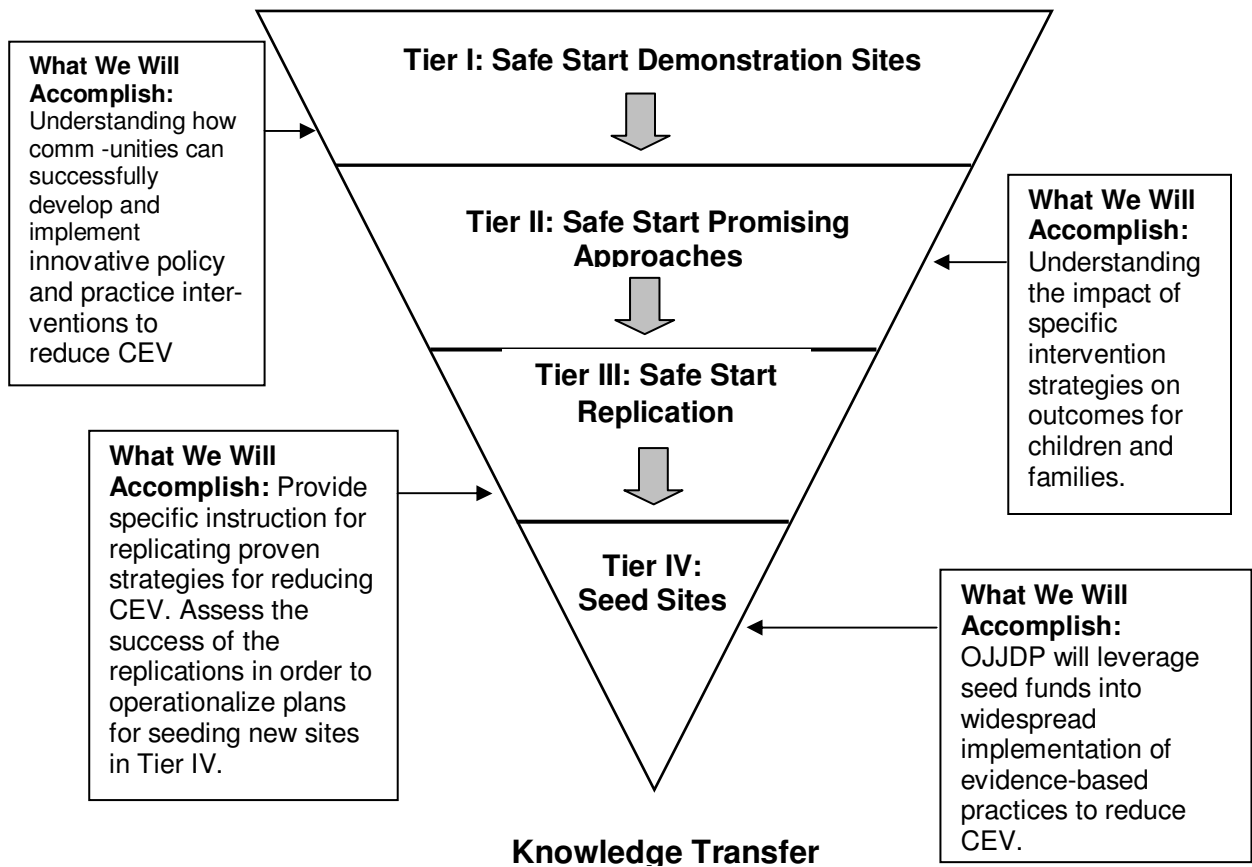 Tier I: Safe Start Demonstration Sites
What We Will
Accomplish:
Understanding how
comm -unities can
successfully
develop and
implement
innovative policy
and practice inter-
ventions to
reduce CEV
Tier II: Safe Start Promising
Approaches
What We Will
Accomplish:
Understanding
the impact of
specific
intervention
strategies on
outcomes for
children and
families.
Tier III: Safe Start
Replication
What We Will
Accomplish: Provide
specific instruction for
replicating proven
strategies for reducing
CEV. Assess the
success of the
replications in order to
operationalize plans
for seeding new sites
in Tier IV.
Tier IV:
Seed Sites
What We Will
Accomplish:
OJJDP will leverage
seed funds into
widespread
implementation of
evidence-based
practices to reduce
CEV.
Knowledge Transfer